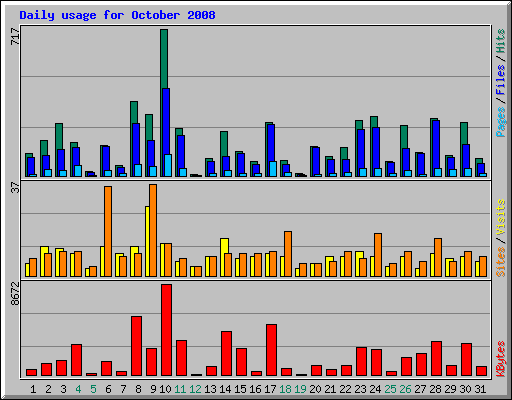 Daily usage for October 2008
717
Pages / Files / Hits
37
Sites / Visits
8672
KBytes
1 2 3 4 5 6 7 8 9 10 11 12 13 14 15 16 17 18 19 20 21 22 23 24 25 26 27 28 29 30 31